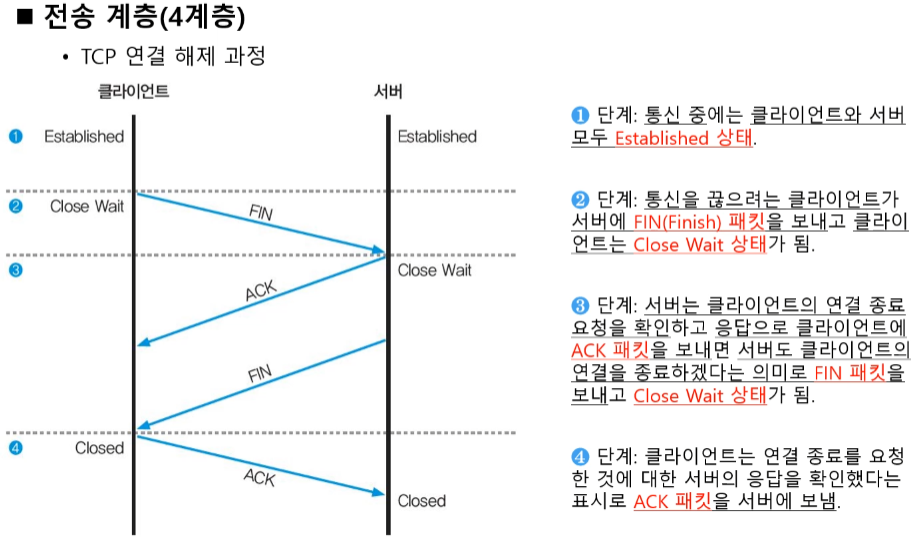 ■ 전송 계층(4계층)
• TCP 연결 해제 과정
클라이언트 서버
1 Established Established
2 Close Wait
FIN
3 Close Wait
ACK
FIN
4 Closed
ACK
Closed
1 단계: 통신 중에는 클라이언트와 서버
모두 Established 상태.
2 단계: 통신을 끊으려는 클라이언트가
서버에 FIN(Finish) 패킷을 보내고 클라이
언트는 Close Wait 상태가 됨.
3 단계: 서버는 클라이언트의 연결 종료
요청을 확인하고 응답으로 클라이언트에
ACK 패킷을 보내면 서버도 클라이언트의
연결을 종료하겠다는 의미로 FIN 패킷을
보내고 Close Wait 상태가 됨.
4 단계: 클라이언트는 연결 종료를 요청
한 것에 대한 서버의 응답을 확인했다는
표시로 ACK 패킷을 서버에 보냄.